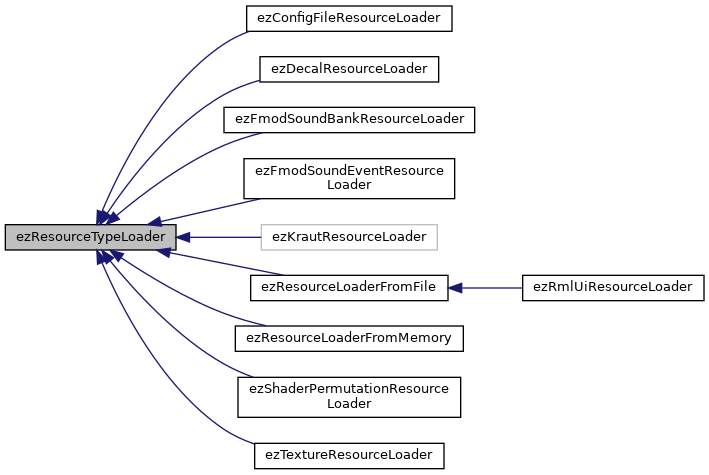 ezConfigFileResourceLoader
ezDecalResourceLoader
ezFmodSoundBankResourceLoader
ezFmodSoundEventResource
Loader
ezResourceTypeLoader
ezKrautResourceLoader
ezResourceLoaderFromFile
ezRmlUiResourceLoader
ezResourceLoaderFromMemory
ezShaderPermutationResource
Loader
ezTextureResourceLoader